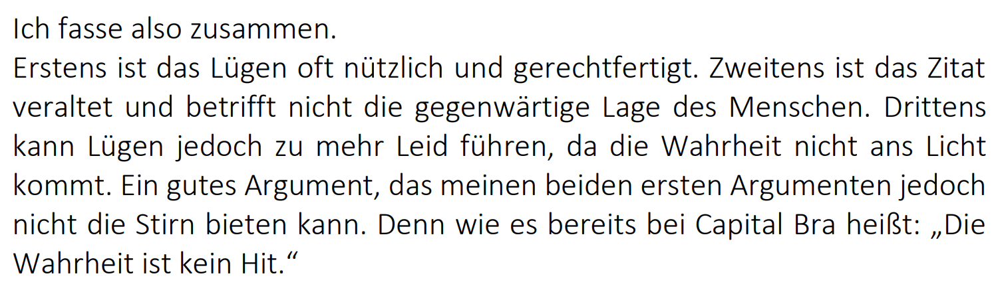 Ich fasse also zusammen.
Erstens ist das Lügen oft nützlich und gerechtfertigt. Zweitens ist das Zitat
veraltet und betrifft nicht die gegenwärtige Lage des Menschen. Drittens
kann Lügen jedoch zu mehr Leid führen, da die Wahrheit nicht ans Licht
kommt. Ein gutes Argument, das meinen beiden ersten Argumenten jedoch
nicht die Stirn bieten kann. Denn wie es bereits bei Capital Bra heißt: „Die
Wahrheit ist kein Hit.“